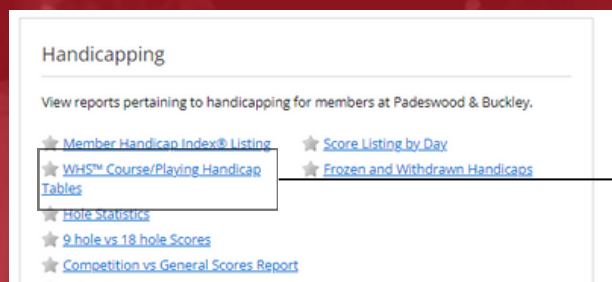 Handicapping
View reports pertaining to handicapping for members at Padeswood & Buckley.
Member Handicap Index® Listing
Score Listing by Day
WHS™ Course/Playing Handicap
Tables
Frozen and Withdrawn Handicaps
Hole Statistics
9 hole vs 18 hole Scores
Competition vs General Scores Report